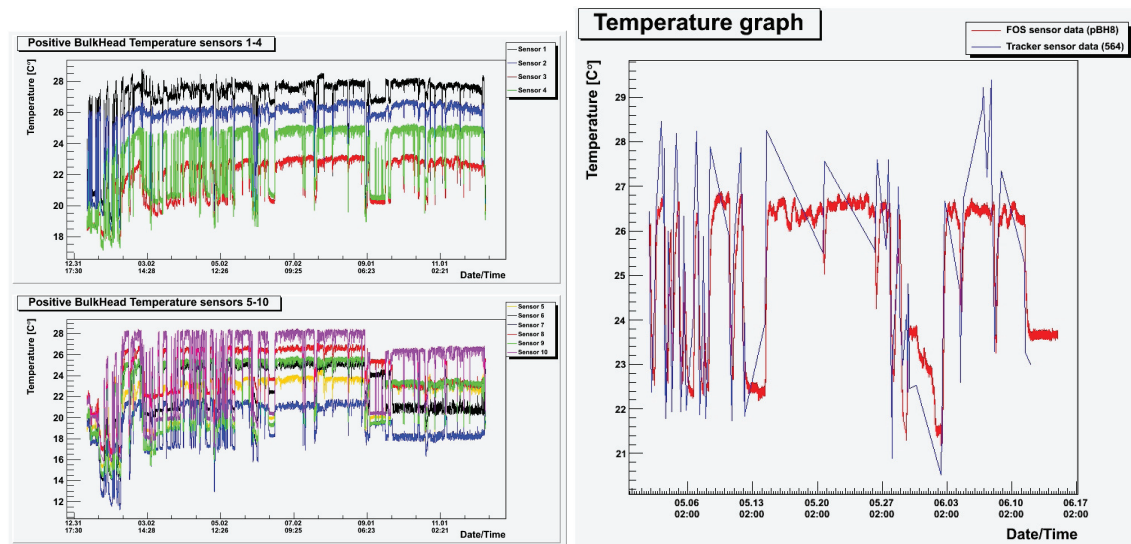 Positive BulkHead Temperature sensors 1-4
Sensor 1
Sensor 2
Sensor 3
Sensor 4
Temperature [C°]
28
26
24
22
20
18
12.31 03.02 05.02 07.02 09.01 11.01
17:30 14:28 12:26 09:25 06:23 02:21
Date/Time
Positive BulkHead Temperature sensors 5-10
Sensor 5
Sensor 6
Sensor 7
Sensor 8
Sensor 9
Sensor 10
Temperature [C°]
28
26
24
22
20
18
16
14
12
12.31 03.02 05.02 07.02 09.01 11.01
17:30 14:28 12:26 09:25 06:23 02:21
Date/Time
Temperature graph
FOS sensor data (pBH8)
Tracker sensor data (564)
Temperature [C°]
29
28
27
26
25
24
23
22
21
05.06 05.13 05.20 05.27 06.03 06.10 06.17
02:00 02:00 02:00 02:00 02:00 02:00 02:00
Date/Time